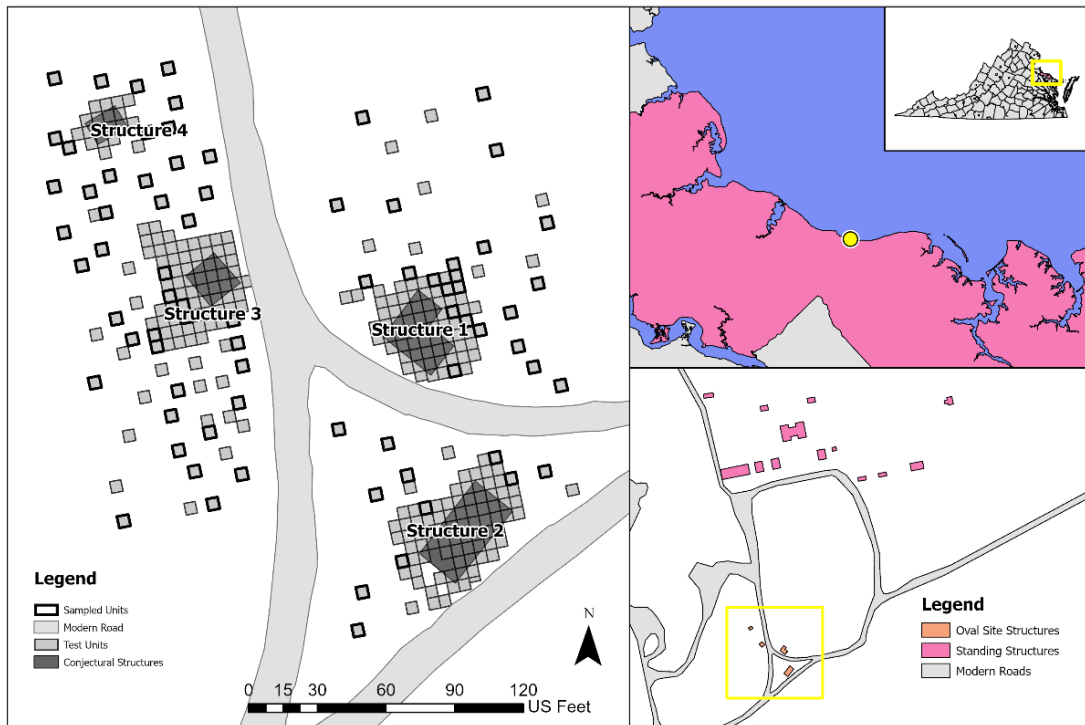 Structure 4
Structure 3
Structure 1
Structure 2
Legend
Sampled Units
Modern Road
Test Units
Conjectural Structures
N
0 15 30 60 90 120
US Feet
Legend
Oval Site Structures
Standing Structures
Modern Roads